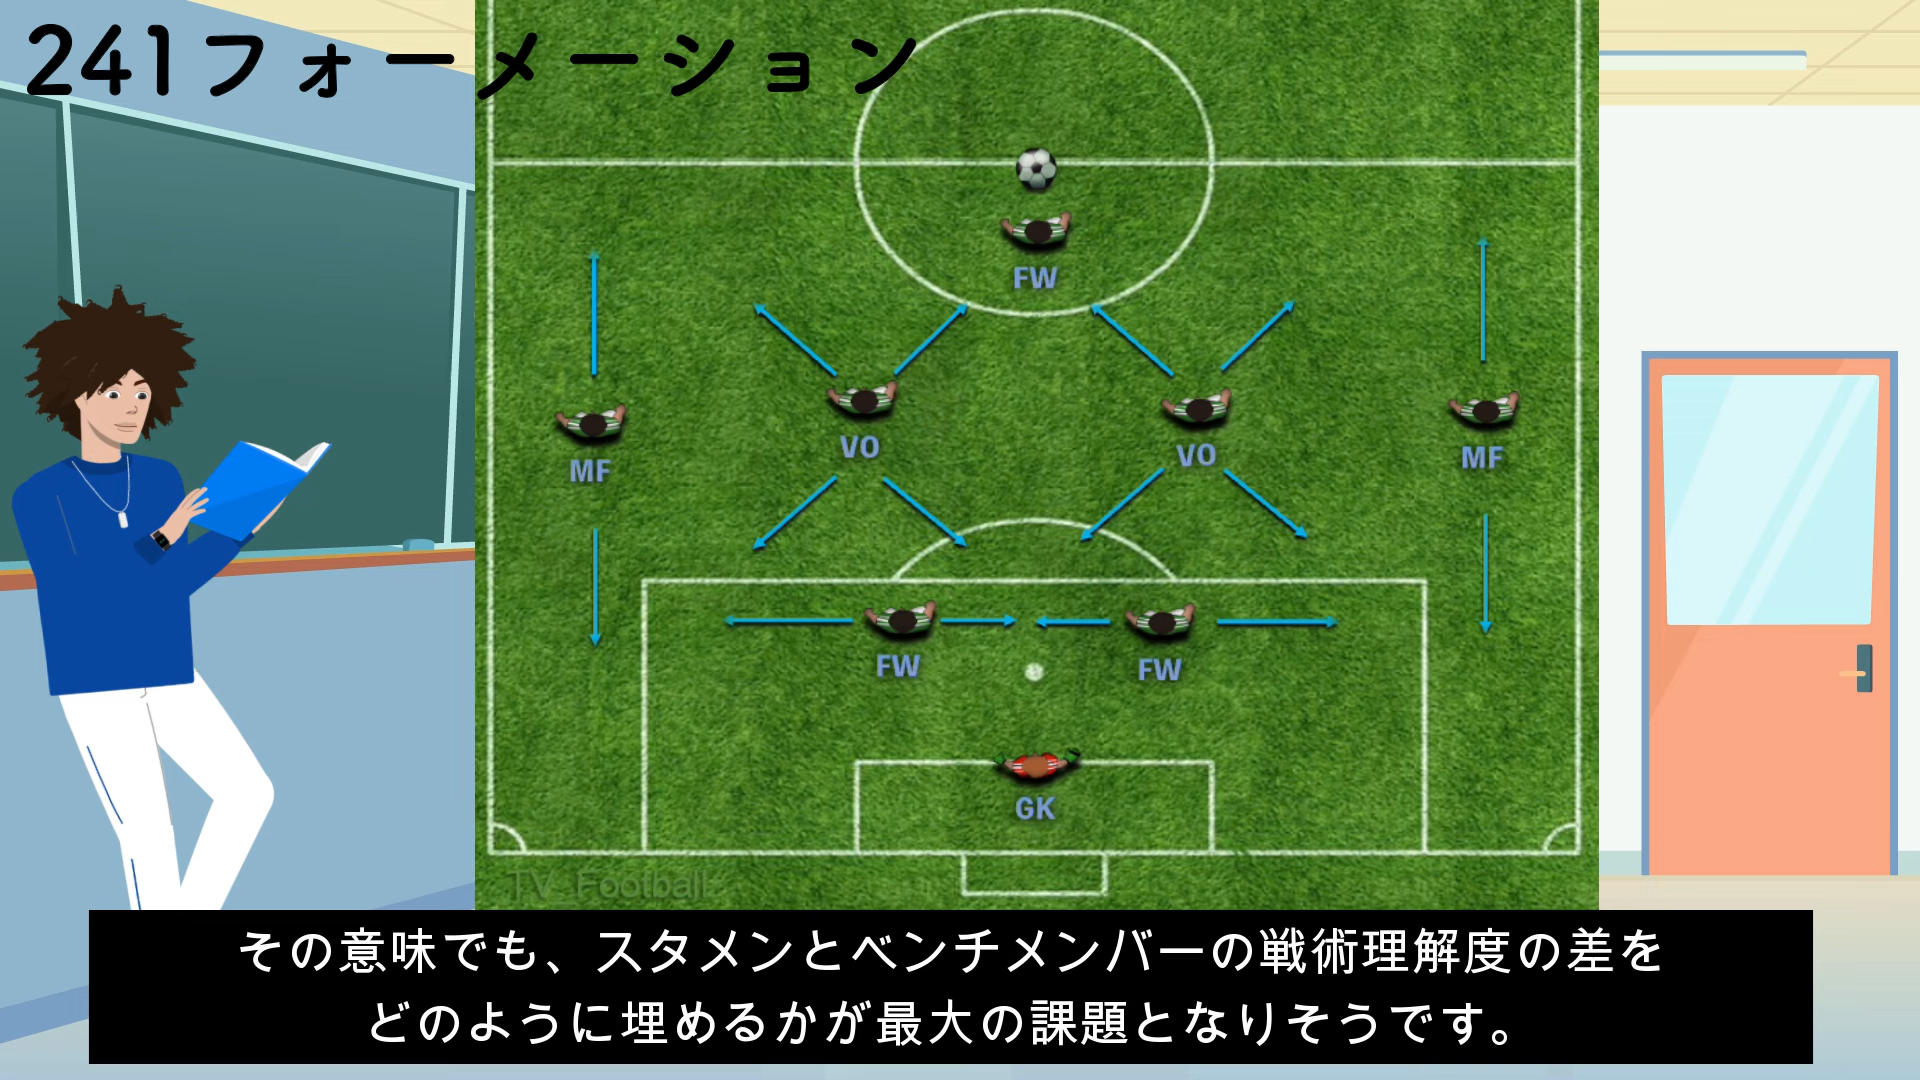 241フォーメーション
FW
VO
VO
MF
MF
FW
FW
GK
TV_Football
その意味でも、スタメンとベンチメンバーの戦術理解度の差を
どのように埋めるかが最大の課題となりそうです。